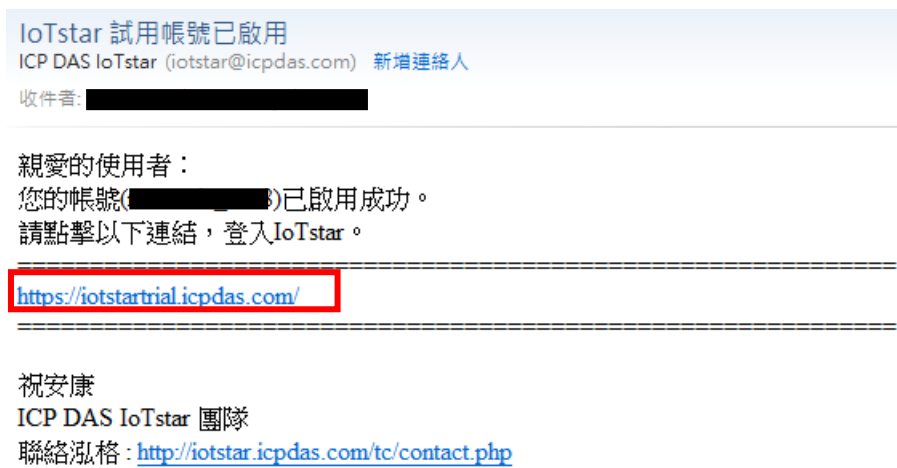 IoTstar 試用帳號已啟用
ICP DAS IoTstar (iotstar@icpdas.com) 新增連絡人
收件者:
親愛的使用者：
您的帳號( )已啟用成功。
請點擊以下連結，登入IoTstar。
============================================================
https://iotstartrial.icpdas.com/
============================================================
祝安康
ICP DAS IoTstar 團隊
聯絡泓格 : http://iotstar.icpdas.com/tc/contact.php